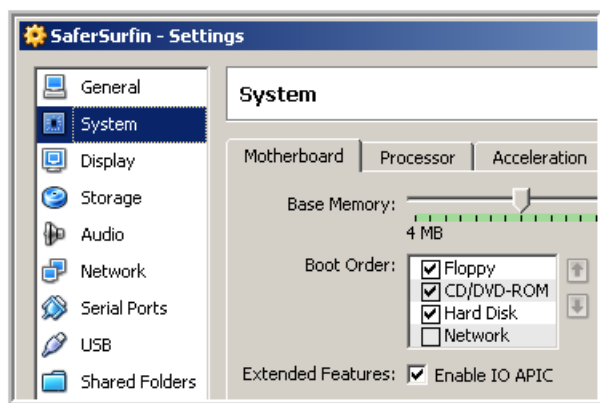 SaferSurfin - Settings
General
System
Display
Storage
Audio
Network
Serial Ports
USB
Shared Folders
System
Motherboard Processor Acceleration
Base Memory:
4 MB
Boot Order:
Floppy
CD/DVD-ROM
Hard Disk
Network
Extended Features: Enable IO APIC